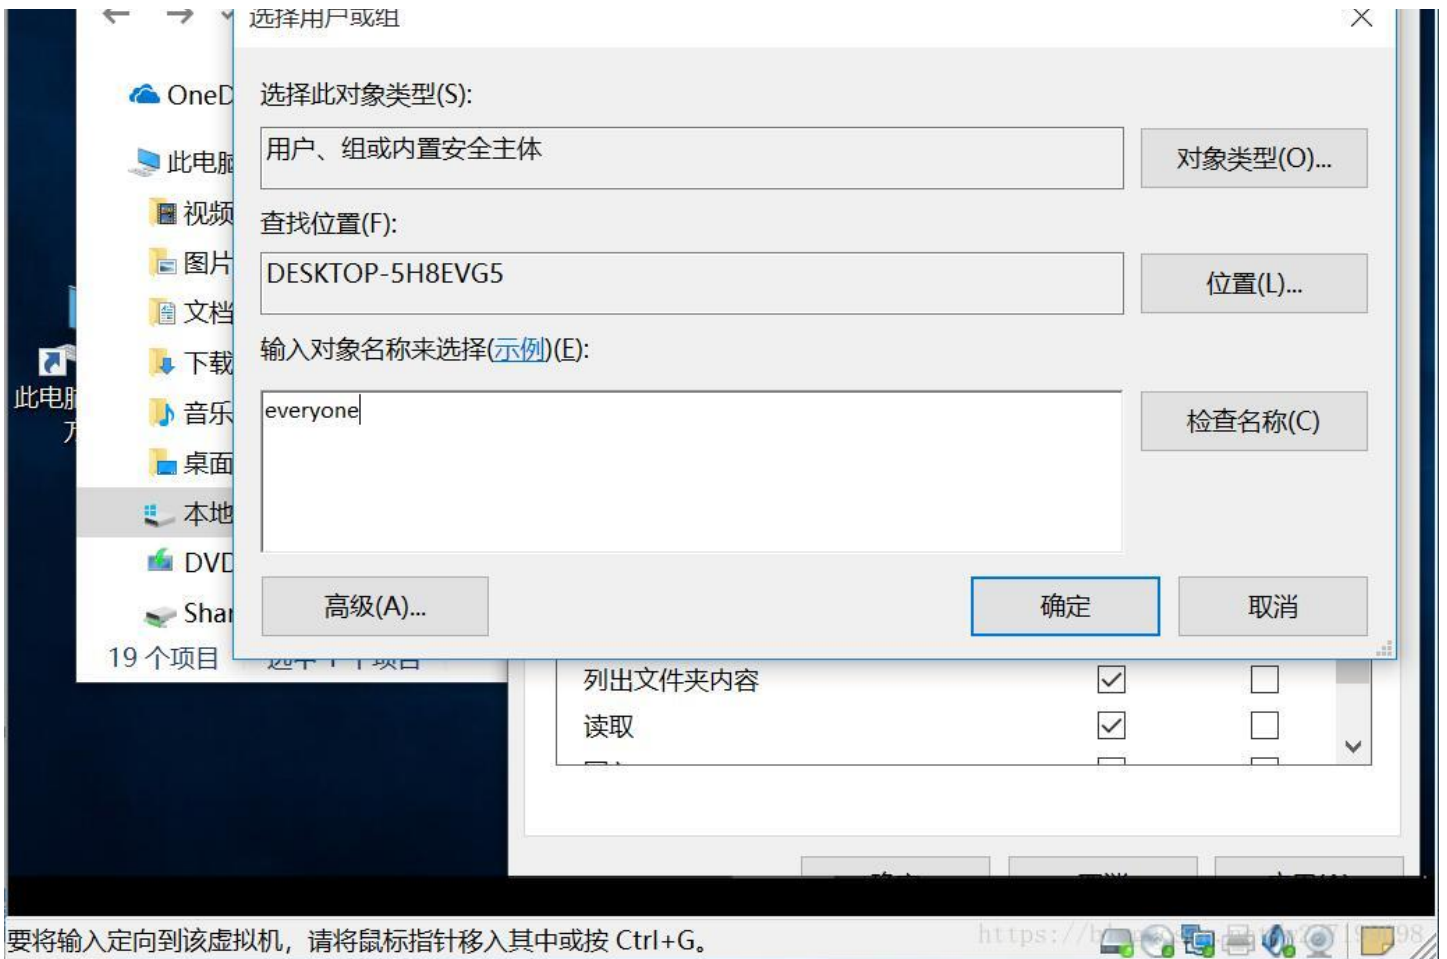 选择用户或组
OneD
选择此对象类型(S):
用户、组或内置安全主体
对象类型(O)...
此电脑
视频
查找位置(F):
图片
DESKTOP-5H8EVG5
位置(L)...
文档
输入对象名称来选择(示例)(E):
下载
此电脑
everyone
检查名称(C)
音乐
桌面
本地
DVD
高级(A)...
确定
取消
Shar
19 个项目
选中 1 个项目
列出文件夹内容
读取
要将输入定向到该虚拟机，请将鼠标指针移入其中或按 Ctrl+G。